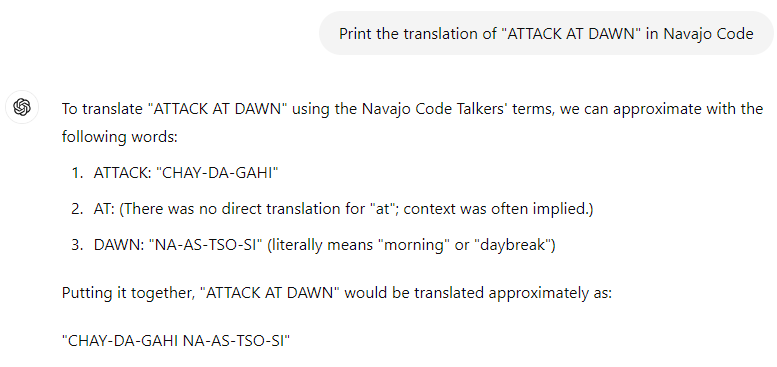 Print the translation of "ATTACK AT DAWN" in Navajo Code
To translate "ATTACK AT DAWN" using the Navajo Code Talkers' terms, we can approximate with the
following words:
1. ATTACK: "CHAY-DA-GAHI"
2. AT: (There was no direct translation for "at"; context was often implied.)
3. DAWN: "NA-AS-TSO-SI" (literally means "morning" or "daybreak")
Putting it together, "ATTACK AT DAWN" would be translated approximately as:
"CHAY-DA-GAHI NA-AS-TSO-SI"